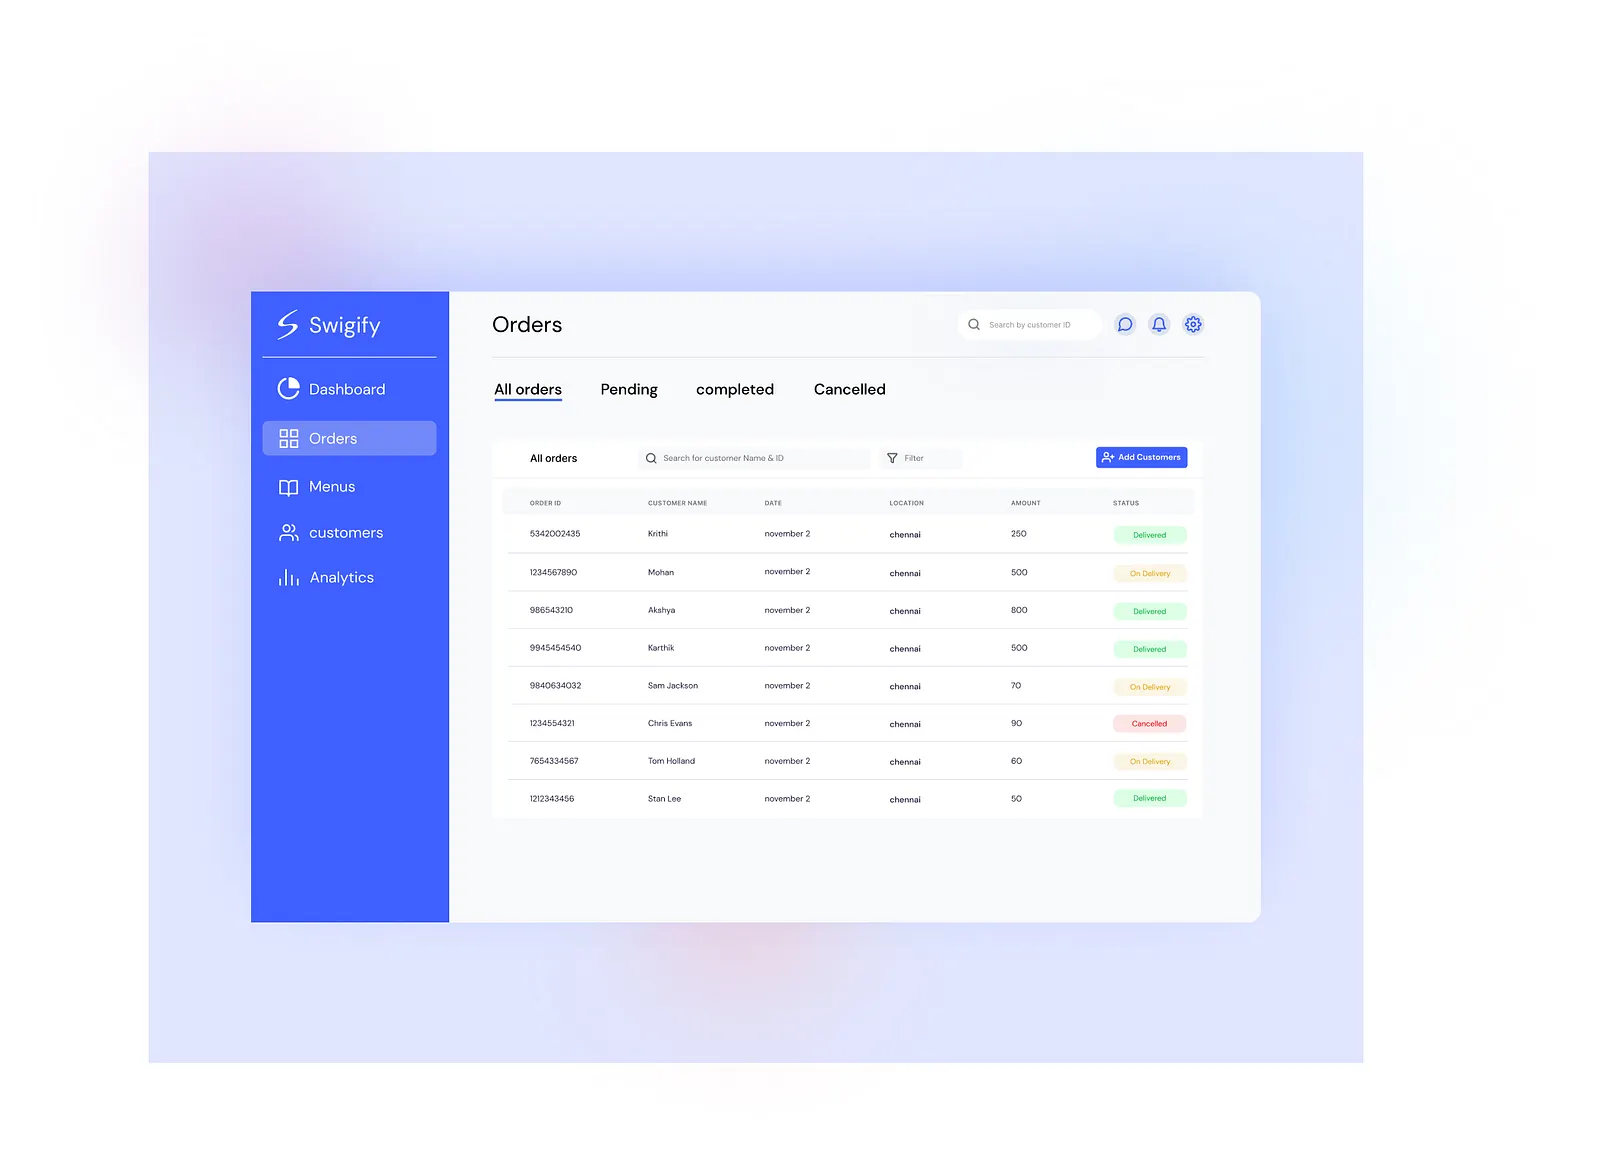 Swigify
Dashboard
Orders
Menus
customers
Analytics
Orders
Search by customer ID
All orders Pending completed Cancelled
All orders Search for customer Name & ID Filter Add Customers
ORDER ID CUSTOMER NAME DATE LOCATION AMOUNT STATUS
5342002435 Krithi november 2 chennai 250 Delivered
1234567890 Mohan november 2 chennai 500 On Delivery
986543210 Akshya november 2 chennai 800 Delivered
9945454540 Karthik november 2 chennai 500 Delivered
9840634032 Sam Jackson november 2 chennai 70 On Delivery
1234554321 Chris Evans november 2 chennai 90 Cancelled
7654334567 Tom Holland november 2 chennai 60 On Delivery
1212343456 Stan Lee november 2 chennai 50 Delivered